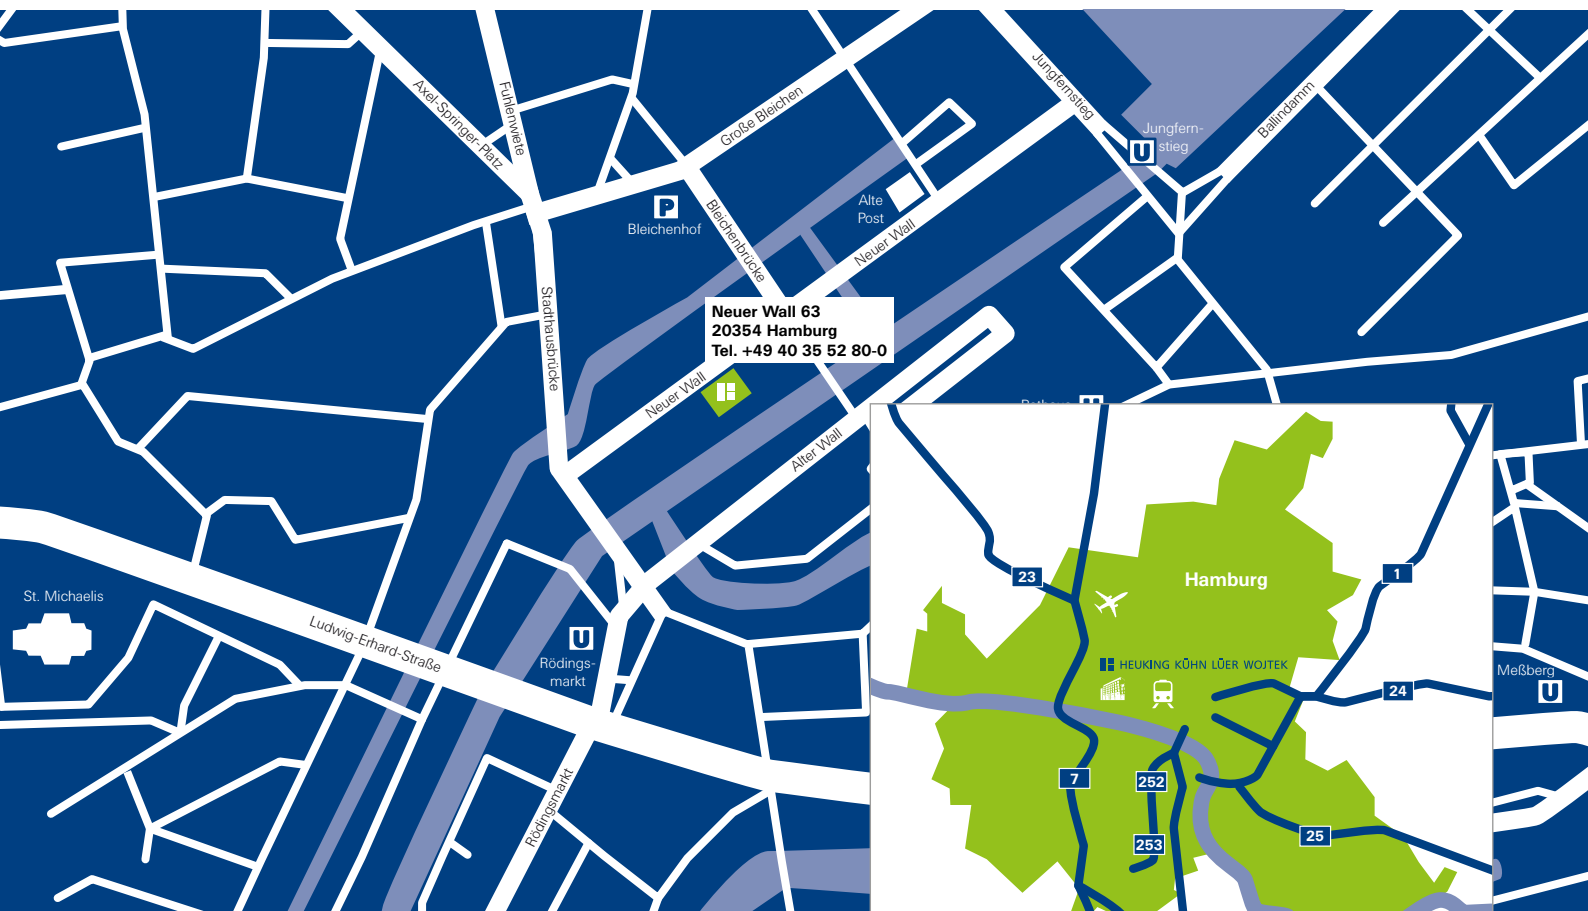 Axel-Springer-Platz
Fuhlenwiete
Große Bleichen
Jungfernstieg
Ballindamm
Jungfern-
stieg
U
P
Bleichenhof
Bleichenbrücke
Alte
Post
Neuer Wall
Stadthausbrücke
Neuer Wall 63
20354 Hamburg
Tel. +49 40 35 52 80-0
Neuer Wall
Alter Wall
St. Michaelis
Ludwig-Erhard-Straße
U
Rödings-
markt
Rödingsmarkt
Meßberg
U
Hamburg
23
1
HEUKING KÜHN LÜER WOJTEK
24
7
252
253
25